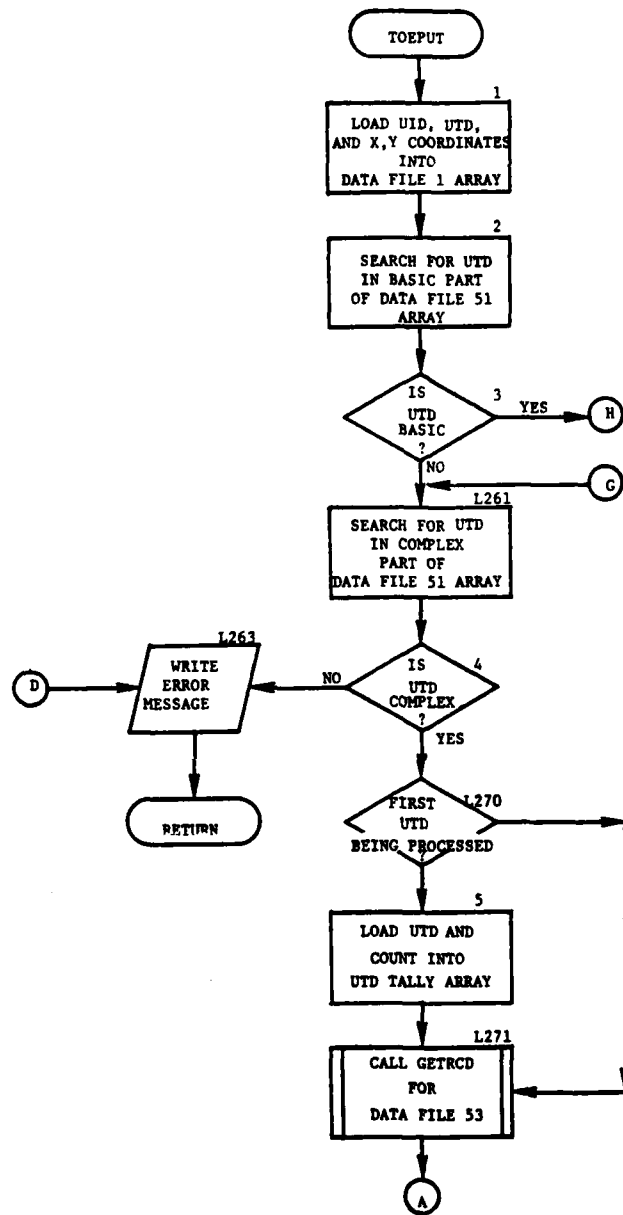 TOEPUT
1
LOAD UID, UTD,
AND X,Y COORDINATES
INTO
DATA FILE 1 ARRAY
2
SEARCH FOR UTD
IN BASIC PART
OF DATA FILE 51
ARRAY
3
IS
UTD
BASIC
?
YES
H
NO
G
L261
SEARCH FOR UTD
IN COMPLEX
PART OF
DATA FILE 51 ARRAY
L263
WRITE
ERROR
MESSAGE
D
NO
4
IS
UTD
COMPLEX
?
YES
RETURN
L270
FIRST
UTD
BEING PROCESSED
?
5
LOAD UTD AND
COUNT INTO
UTD TALLY ARRAY
L271
CALL GETRCD
FOR
DATA FILE 53
A